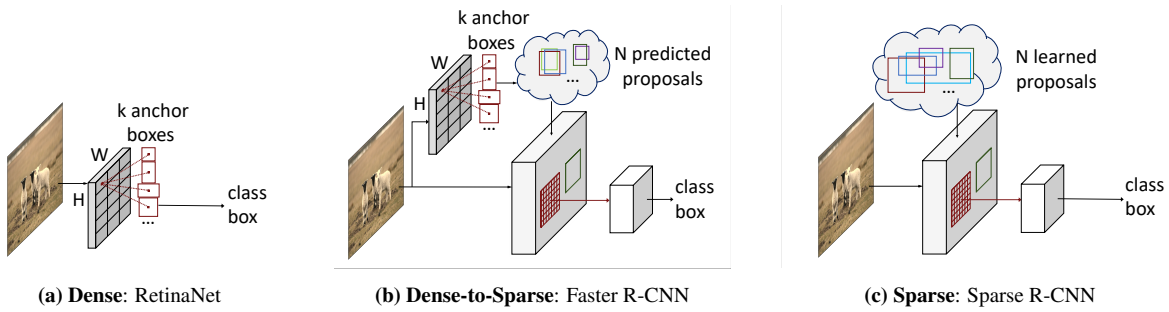 k anchor
boxes
W
H
...
class
box
(a) Dense: RetinaNet
k anchor
boxes
W
H
...
...
N predicted
proposals
class
box
(b) Dense-to-Sparse: Faster R-CNN
...
N learned
proposals
class
box
(c) Sparse: Sparse R-CNN